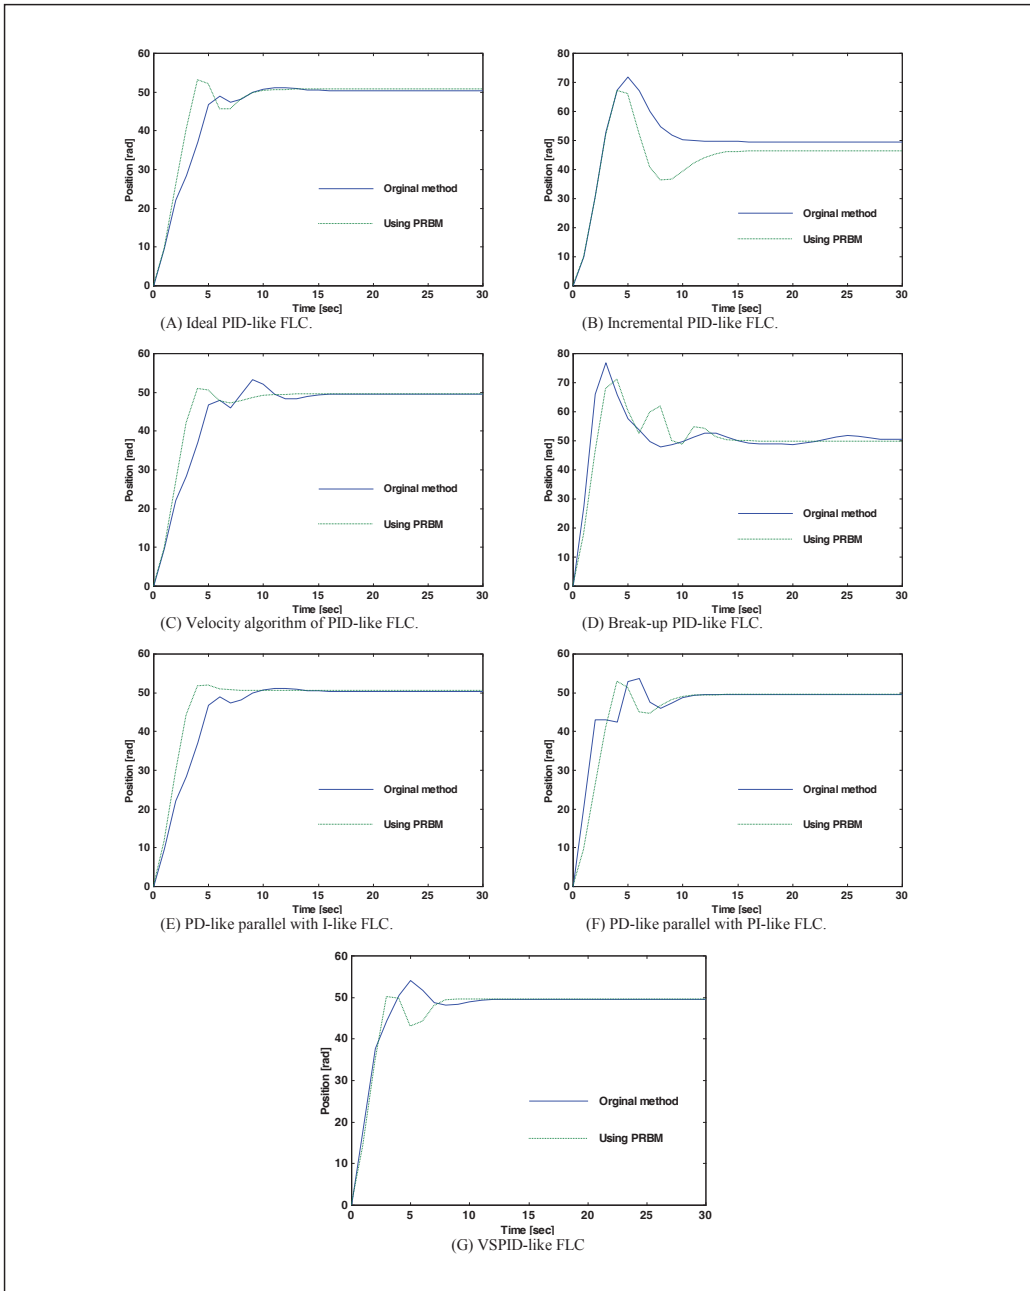 60
50
40
30
20
10
0
Position [rad]
Orginal method
Using PRBM
0 5 10 15 20 25 30
Time [sec]
(A) Ideal PID-like FLC.
80
70
60
50
40
30
20
10
0
Position [rad]
Orginal method
Using PRBM
0 5 10 15 20 25 30
Time [sec]
(B) Incremental PID-like FLC.
60
50
40
30
20
10
0
Position [rad]
Orginal method
Using PRBM
0 5 10 15 20 25 30
Time [sec]
(C) Velocity algorithm of PID-like FLC.
80
70
60
50
40
30
20
10
0
Position [rad]
Orginal method
Using PRBM
0 5 10 15 20 25 30
Time [sec]
(D) Break-up PID-like FLC.
60
50
40
30
20
10
0
Position [rad]
Orginal method
Using PRBM
0 5 10 15 20 25 30
Time [sec]
(E) PD-like parallel with I-like FLC.
60
50
40
30
20
10
0
Position [rad]
Orginal method
Using PRBM
0 5 10 15 20 25 30
Time [sec]
(F) PD-like parallel with PI-like FLC.
60
50
40
30
20
10
0
Position [rad]
Orginal method
Using PRBM
0 5 10 15 20 25 30
Time [sec]
(G) VSPID-like FLC